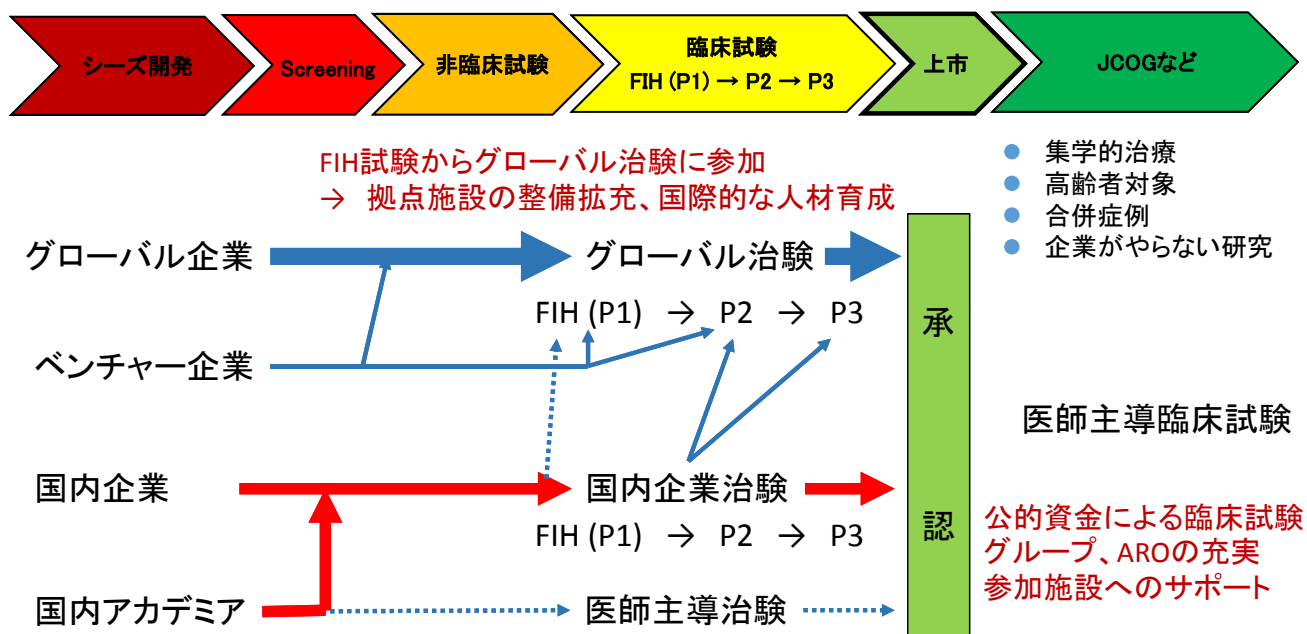 シーズ開発
Screening
非臨床試験
臨床試験
FIH (P1) → P2 → P3
上市
JCOGなど
FIH試験からグローバル治験に参加
→ 拠点施設の整備拡充、国際的な人材育成
● 集学的治療
● 高齢者対象
● 合併症例
● 企業がやらない研究
グローバル企業
グローバル治験
FIH (P1) → P2 → P3
ベンチャー企業
承
認
医師主導臨床試験
国内企業
国内企業治験
FIH (P1) → P2 → P3
公的資金による臨床試験
グループ、AROの充実
参加施設へのサポート
国内アカデミア
医師主導治験